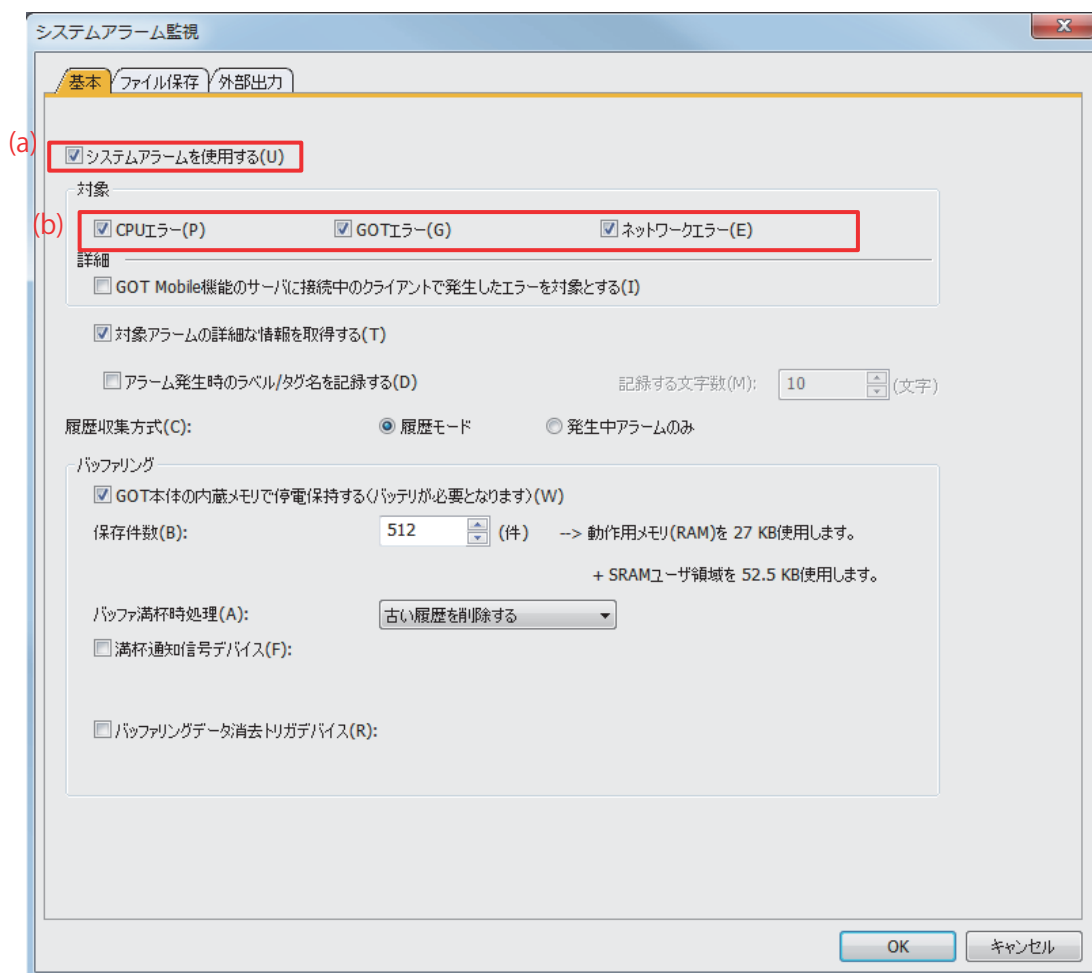 システムアラーム監視
x
基本 ファイル保存 外部出力
(a)
システムアラームを使用する(U)
対象
(b)
CPUエラー(P) GOTエラー(G) ネットワークエラー(E)
詳細
GOT Mobile機能のサーバに接続中のクライアントで発生したエラーを対象とする(I)
対象アラームの詳細な情報を取得する(T)
アラーム発生時のラベル/タグ名を記録する(D) 記録する文字数(M): 10 (文字)
履歴収集方式(C): 履歴モード 発生中アラームのみ
バッファリング
GOT本体の内蔵メモリで停電保持する(バッテリが必要となります)(W)
保存件数(B): 512 (件) --> 動作用メモリ(RAM)を 27 KB使用します。
+ SRAMユーザ領域を 52.5 KB使用します。
バッファ満杯時処理(A): 古い履歴を削除する
満杯通知信号デバイス(F):
バッファリングデータ消去トリガデバイス(R):
OK キャンセル